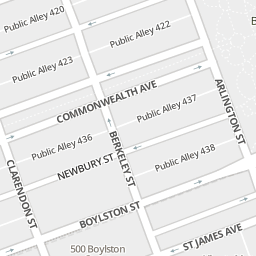 Public Alley 420
Public Alley 422
B
Public Alley 423
COMMONWEALTH AVE
Public Alley 437
ARLINGTON ST
Public Alley 436
BERKELEY ST
NEWBURY ST
Public Alley 438
CLARENDON ST
BOYLSTON ST
ST JAMES AVE
500 Boylston